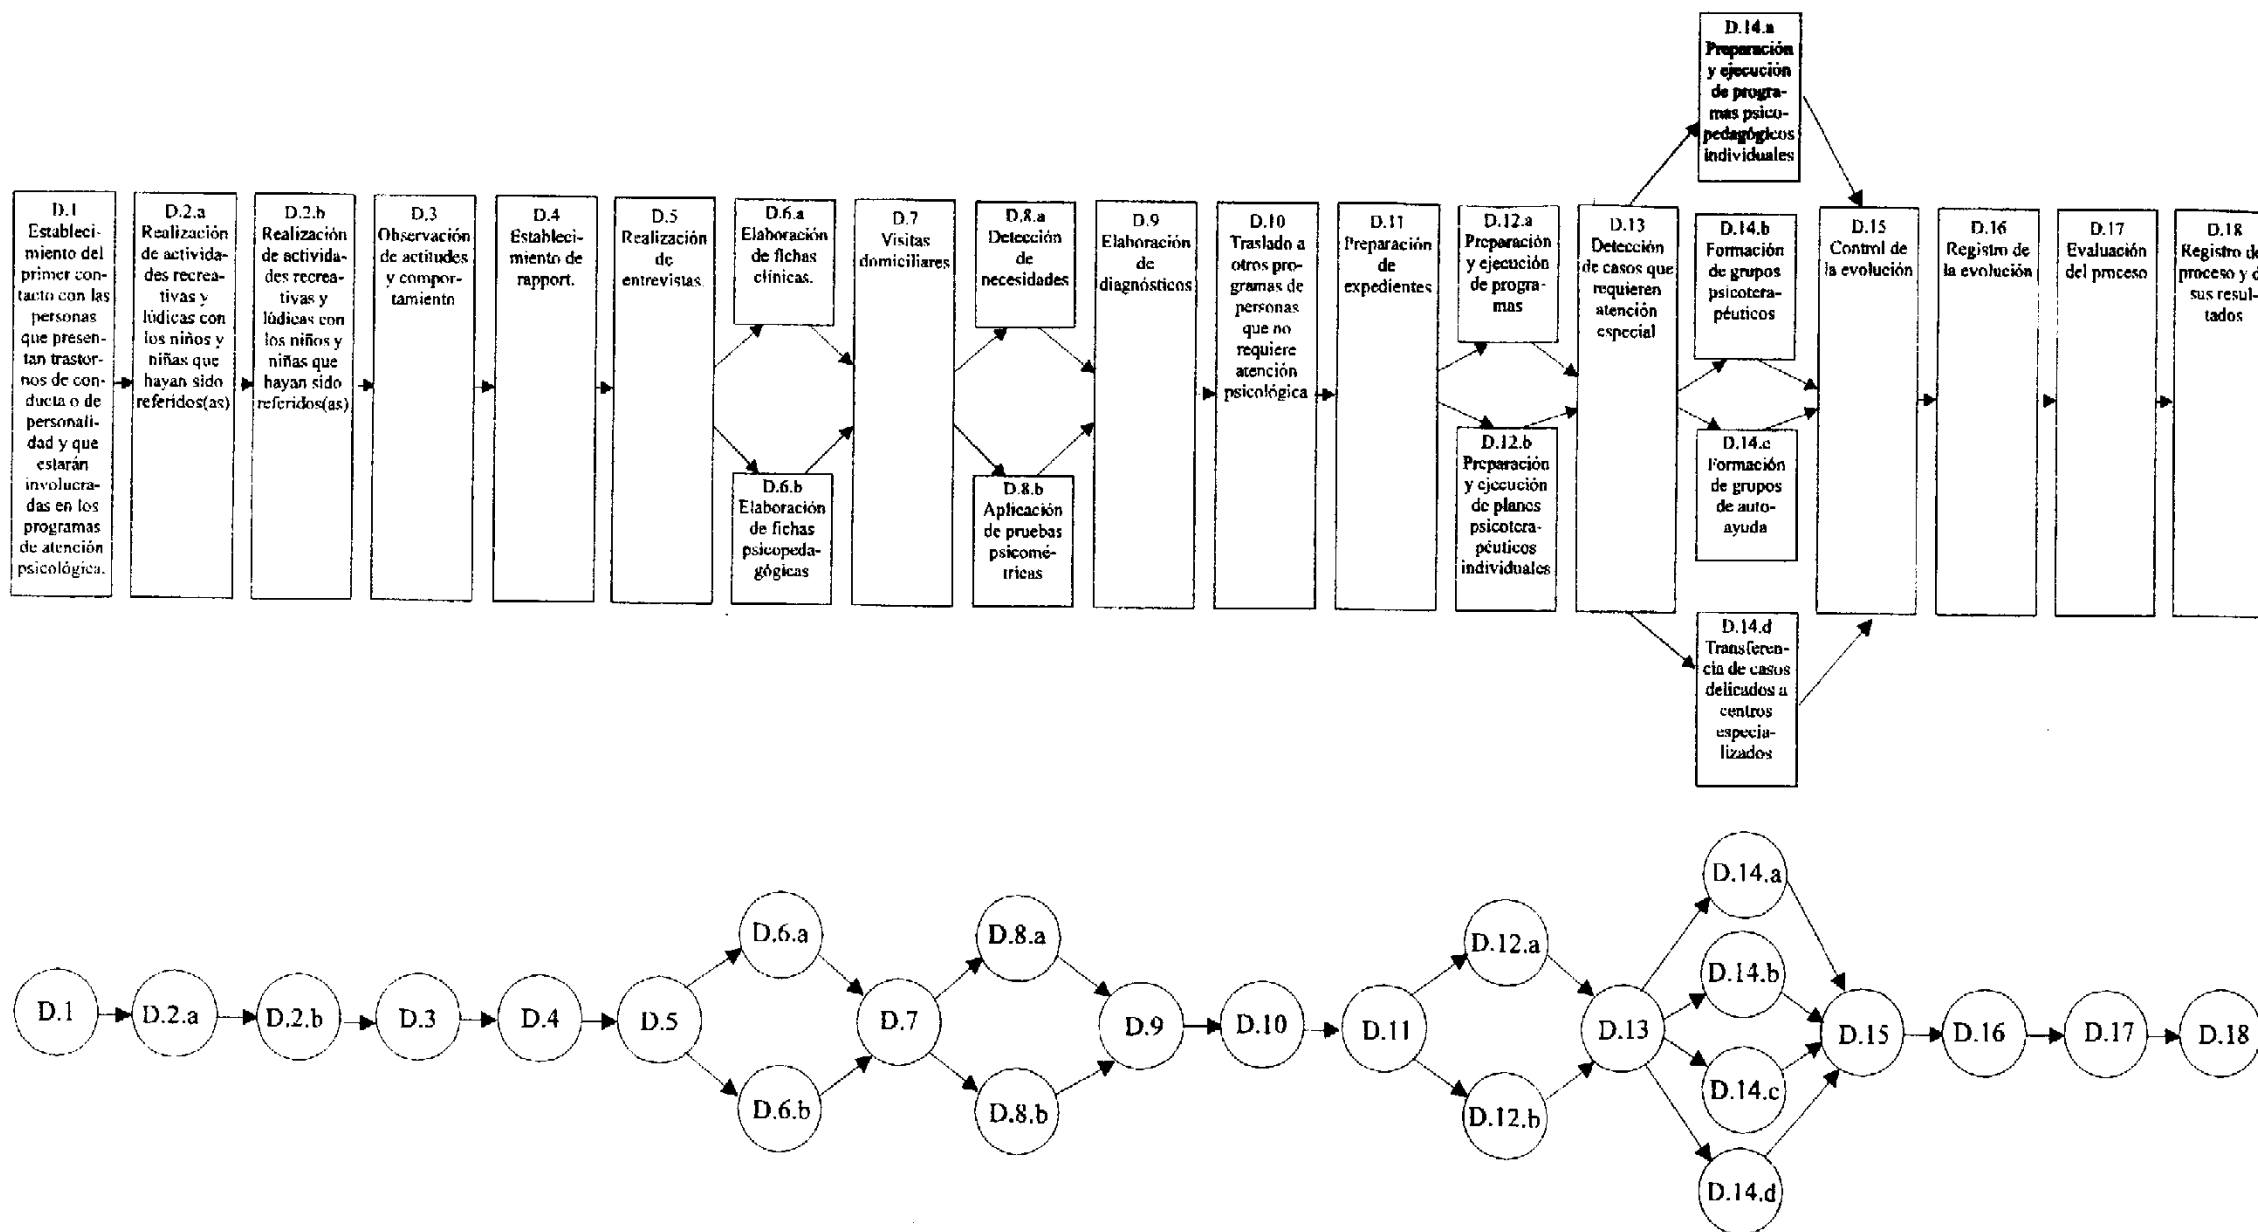 D.1
Estableci-
miento del
primer con-
tacto con las
personas
que presen-
tan trastor-
nos de con-
ducta o de
personali-
dad y que
estarán
involucra-
das en los
programas
de atención
psicológica.
D.2.a
Realización
de activida-
des recrea-
tivas y
lúdicas con
los niños y
niñas que
hayan sido
referidos(as)
D.2.b
Realización
de activida-
des recrea-
tivas y
lúdicas con
los niños y
niñas que
hayan sido
referidos(as)
D.3
Observación
de actitudes
y compor-
tamiento
D.4
Estableci-
miento de
rapport.
D.5
Realización
de
entrevistas.
D.6.a
Elaboración
de fichas
clínicas.
D.6.b
Elaboración
de fichas
psicopeda-
gógicas
D.7
Visitas
domiciliares
D.8.a
Detección
de
necesidades
D.8.b
Aplicación
de pruebas
psicomé-
tricas
D.9
Elaboración
de
diagnósticos
D.10
Traslado a
otros pro-
gramas de
personas
que no
requiere
atención
psicológica
D.11
Preparación
de
expedientes
D.12.a
Preparación
y ejecución
de progra-
mas
D.12.b
Preparación
y ejecución
de planes
psicotera-
péuticos
individuales
D.13
Detección
de casos que
requieren
atención
especial
D.14.a
Preparación
y ejecución
de progra-
mas psico-
pedagógicos
individuales
D.14.b
Formación
de grupos
psicotera-
péuticos
D.14.c
Formación
de grupos
de auto-
ayuda
D.14.d
Transferen-
cia de casos
delicados a
centros
especia-
lizados
D.15
Control de
la evolución
D.16
Registro de
la evolución
D.17
Evaluación
del proceso
D.18
Registro de
proceso y d
sus resul-
tados
D.1
D.2.a
D.2.b
D.3
D.4
D.5
D.6.a
D.6.b
D.7
D.8.a
D.8.b
D.9
D.10
D.11
D.12.a
D.12.b
D.13
D.14.a
D.14.b
D.14.c
D.14.d
D.15
D.16
D.17
D.18